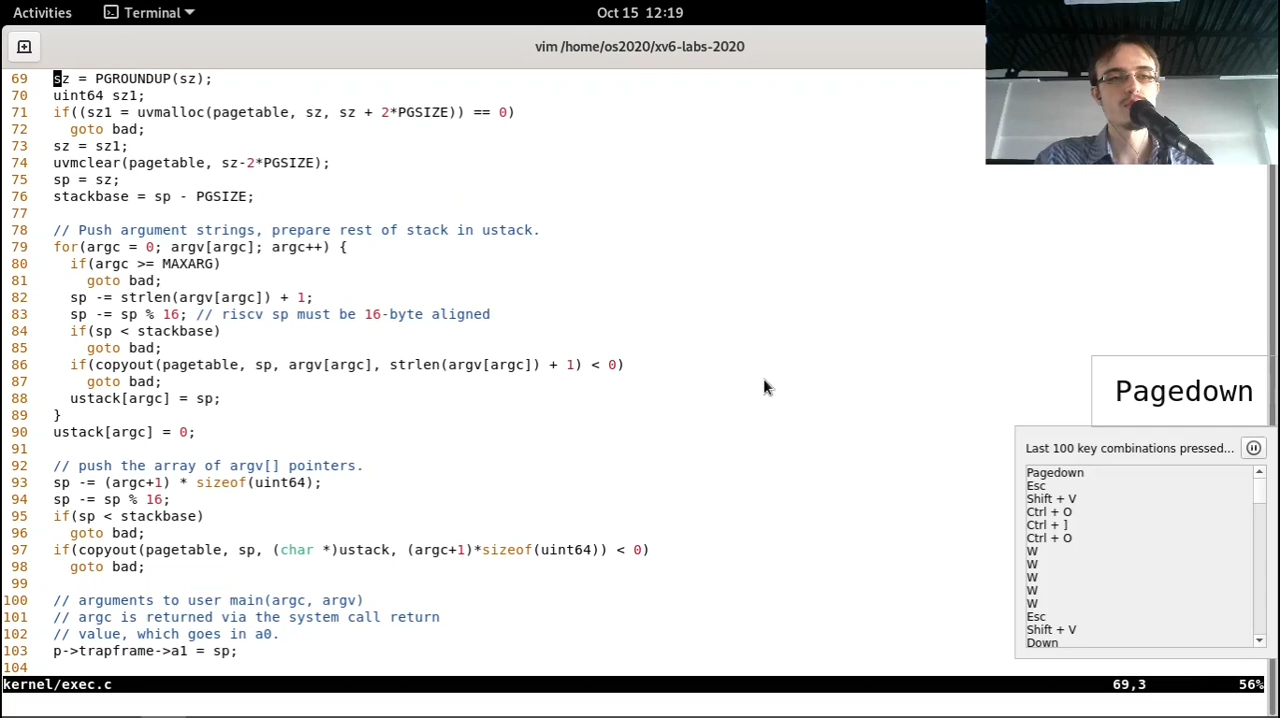 Activities
Terminal
Oct 15 12:19
vim /home/os2020/xv6-labs-2020
69 sz = PGROUNDUP(sz);
70 uint64 sz1;
71 if((sz1 = uvmalloc(pagetable, sz, sz + 2*PGSIZE)) == 0)
72 goto bad;
73 sz = sz1;
74 uvmclear(pagetable, sz-2*PGSIZE);
75 sp = sz;
76 stackbase = sp - PGSIZE;
77
78 // Push argument strings, prepare rest of stack in ustack.
79 for(argc = 0; argv[argc]; argc++) {
80 if(argc >= MAXARG)
81 goto bad;
82 sp -= strlen(argv[argc]) + 1;
83 sp -= sp % 16; // riscv sp must be 16-byte aligned
84 if(sp < stackbase)
85 goto bad;
86 if(copyout(pagetable, sp, argv[argc], strlen(argv[argc]) + 1) < 0)
87 goto bad;
88 ustack[argc] = sp;
89 }
90 ustack[argc] = 0;
91
92 // push the array of argv[] pointers.
93 sp -= (argc+1) * sizeof(uint64);
94 sp -= sp % 16;
95 if(sp < stackbase)
96 goto bad;
97 if(copyout(pagetable, sp, (char *)ustack, (argc+1)*sizeof(uint64)) < 0)
98 goto bad;
99
100 // arguments to user main(argc, argv)
101 // argc is returned via the system call return
102 // value, which goes in a0.
103 p->trapframe->a1 = sp;
104
kernel/exec.c 69,3 56%
Pagedown
Last 100 key combinations pressed...
Pagedown
Esc
Shift + V
Ctrl + O
Ctrl + ]
Ctrl + O
W
W
W
W
W
Esc
Shift + V
Down